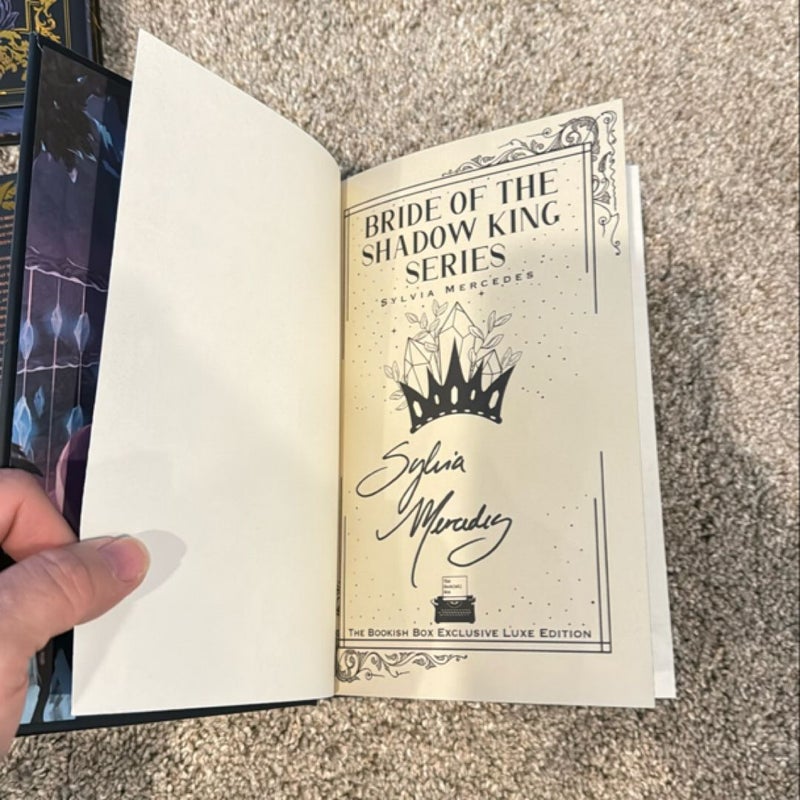 BRIDE OF THE
SHADOW KING
SERIES
SYLVIA MERCEDES
Sylvia
Mercedes
THE BOOKISH BOX EXCLUSIVE LUXE EDITION